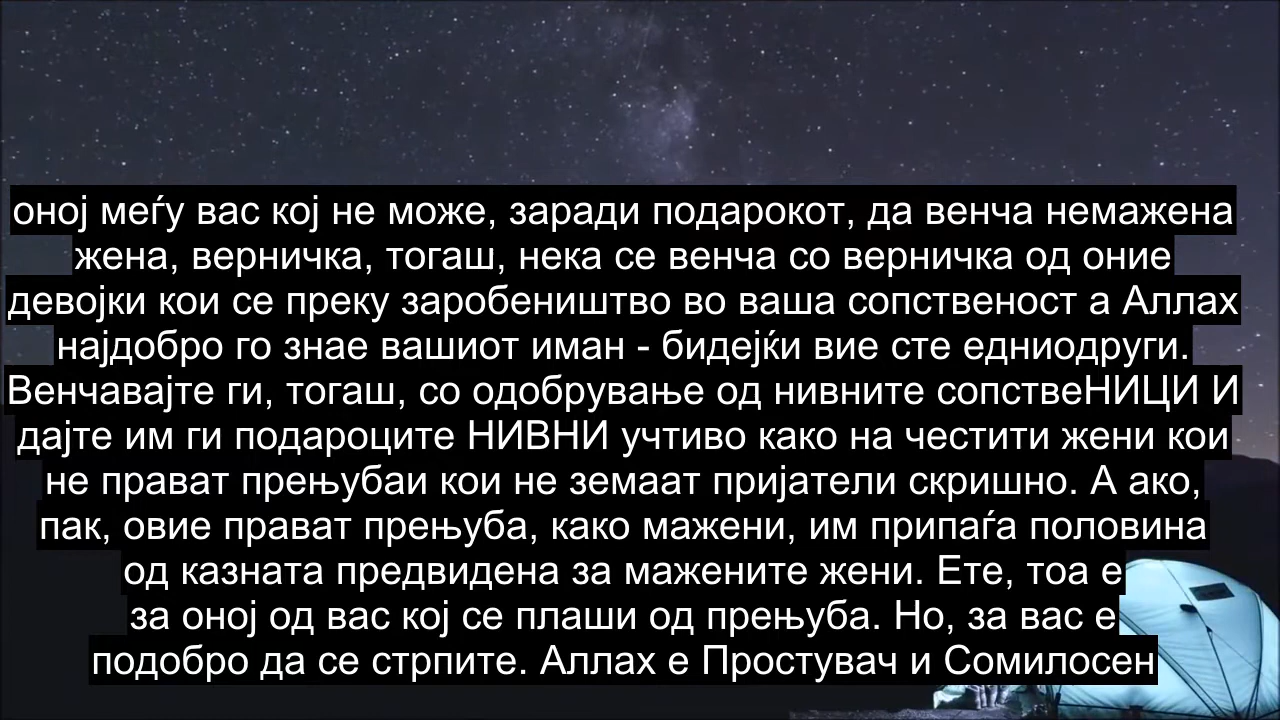 оној меѓу вас кој не може, заради подарокот, да венча немажена
жена, верничка, тогаш, нека се венча со верничка од оние
девојки кои се преку заробеништво во ваша сопственост а Аллах
најдобро го знае вашиот иман - бидејќи вие сте едниодруги.
Венчавајте ги, тогаш, со одобрување од нивните сопствеНИЦИ И
дајте им ги подароците НИВНИ учтиво како на честити жени кои
не прават прењубаи кои не земаат пријатели скришно. А ако,
пак, овие прават прењуба, како мажени, им припаѓа половина
од казната предвидена за мажените жени. Ете, тоа е
за оној од вас кој се плаши од прењуба. Но, за вас е
подобро да се стрпите. Аллах е Простувач и Сомилосен